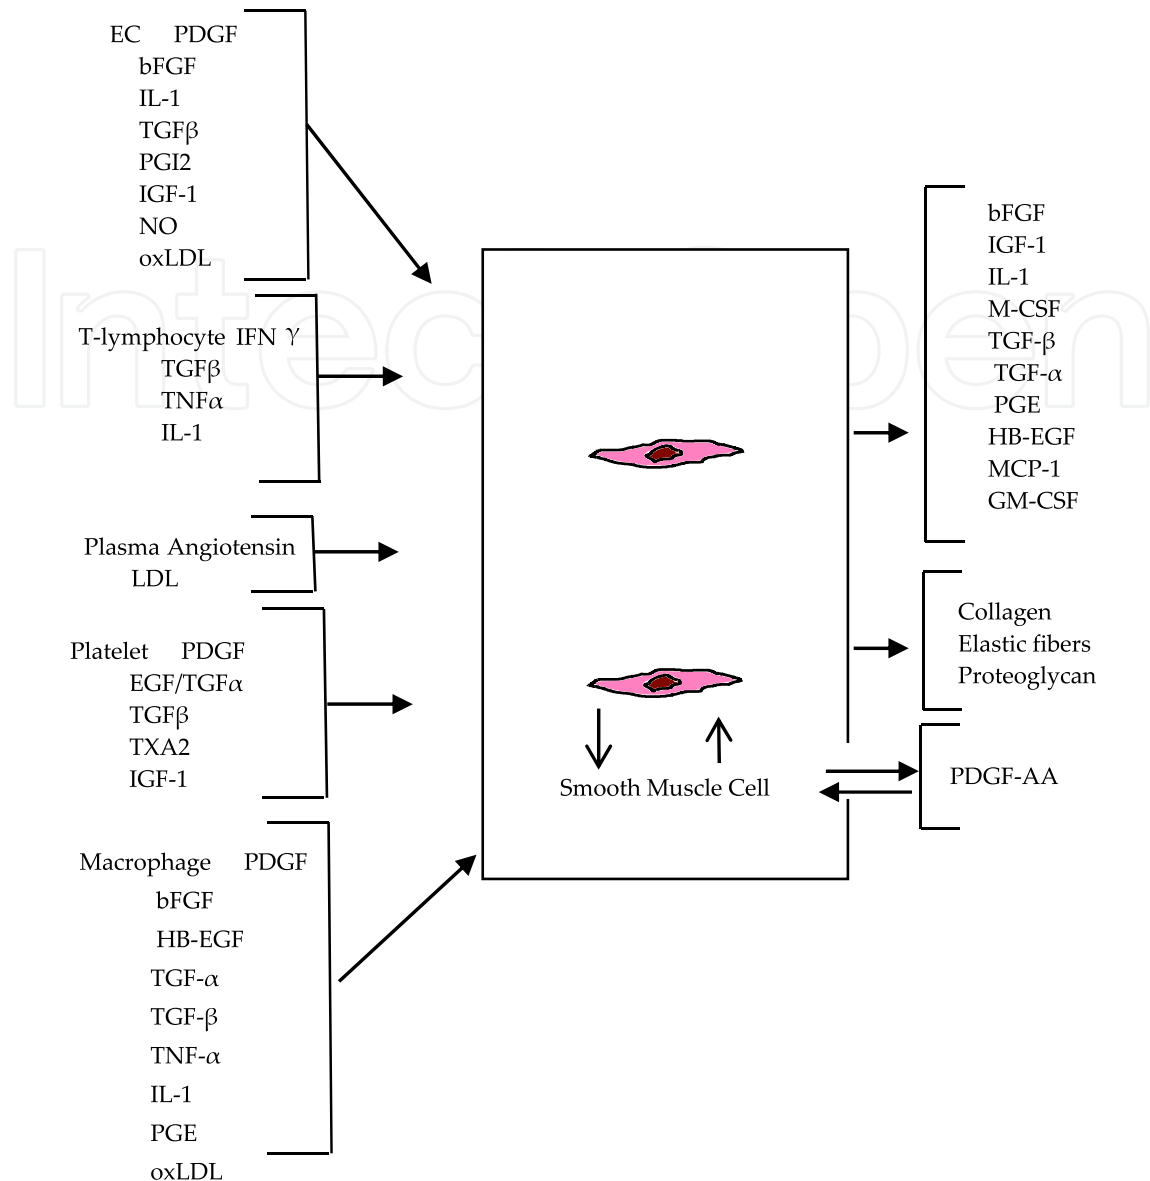 EC PDGF
bFGF
IL-1
TGFβ
PGI2
IGF-1
NO
oxLDL
T-lymphocyte IFN γ
TGFβ
TNFα
IL-1
Plasma Angiotensin
LDL
Platelet PDGF
EGF/TGFα
TGFβ
TXA2
IGF-1
Macrophage PDGF
bFGF
HB-EGF
TGF-α
TGF-β
TNF-α
IL-1
PGE
oxLDL
Smooth Muscle Cell
bFGF
IGF-1
IL-1
M-CSF
TGF-β
TGF-α
PGE
HB-EGF
MCP-1
GM-CSF
Collagen
Elastic fibers
Proteoglycan
PDGF-AA